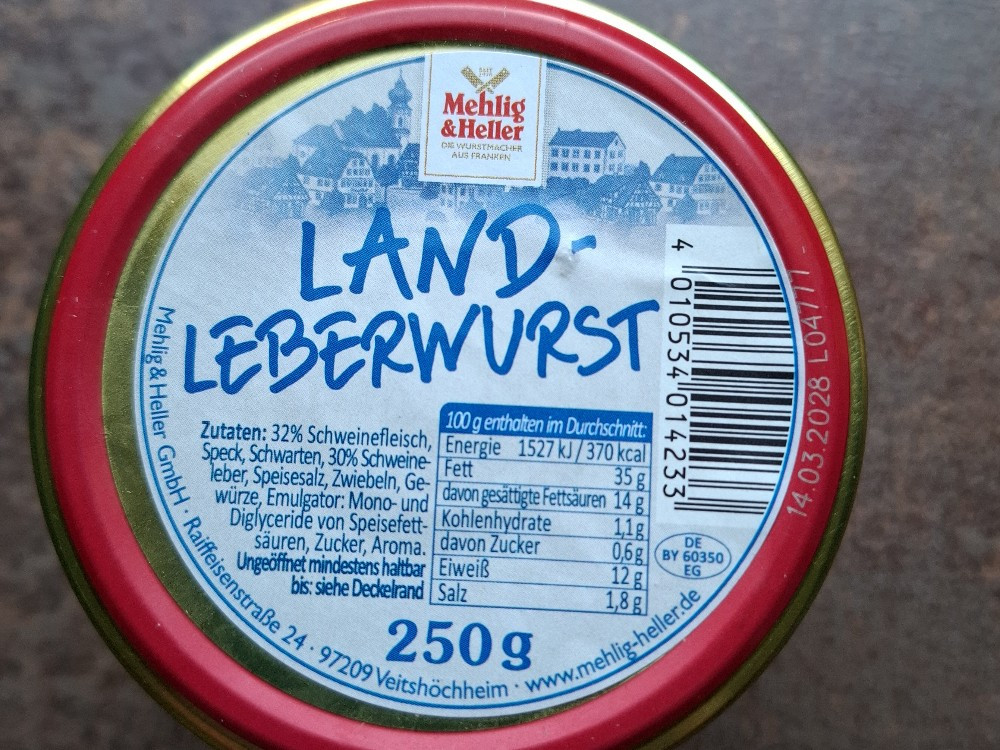 SEIT
Mehlig
&Heller
DIE WURSTMACHER
AUS FRANKEN
LAND-
LEBERWURST
Zutaten: 32% Schweinefleisch,
Speck, Schwarten, 30% Schweine-
leber, Speisesalz, Zwiebeln, Ge-
würze, Emulgator: Mono- und
Diglyceride von Speisefett-
säuren, Zucker, Aroma.
Ungeöffnet mindestens haltbar
bis: siehe Deckelrand
100 g enthalten im Durchschnitt:
Energie 1527 kJ / 370 kcal
Fett 35 g
davon gesättigte Fettsäuren 14 g
Kohlenhydrate 1,1g
davon Zucker 0,6g
Eiweiß 12 g
Salz 1,8 g
250g
4 010534 014233
DE
BY 60350
EG
Mehlig & Heller GmbH · Raiffeisenstraße 24 · 97209 Veitshöchheim · www.mehlig-heller.de
14.03.2028